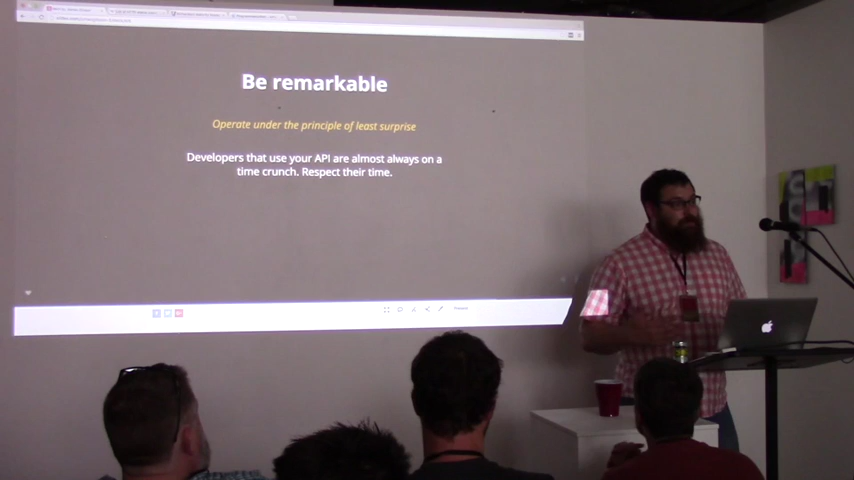 Be remarkable
Operate under the principle of least surprise
Developers that use your API are almost always on a
time crunch. Respect their time.